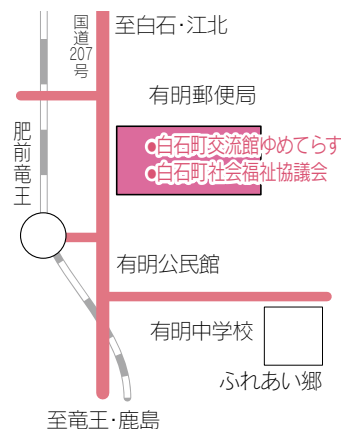 国道207号
至白石・江北
有明郵便局
肥前竜王
●白石町交流館ゆめてらす
●白石町社会福祉協議会
有明公民館
有明中学校
ふれあい郷
至竜王・鹿島